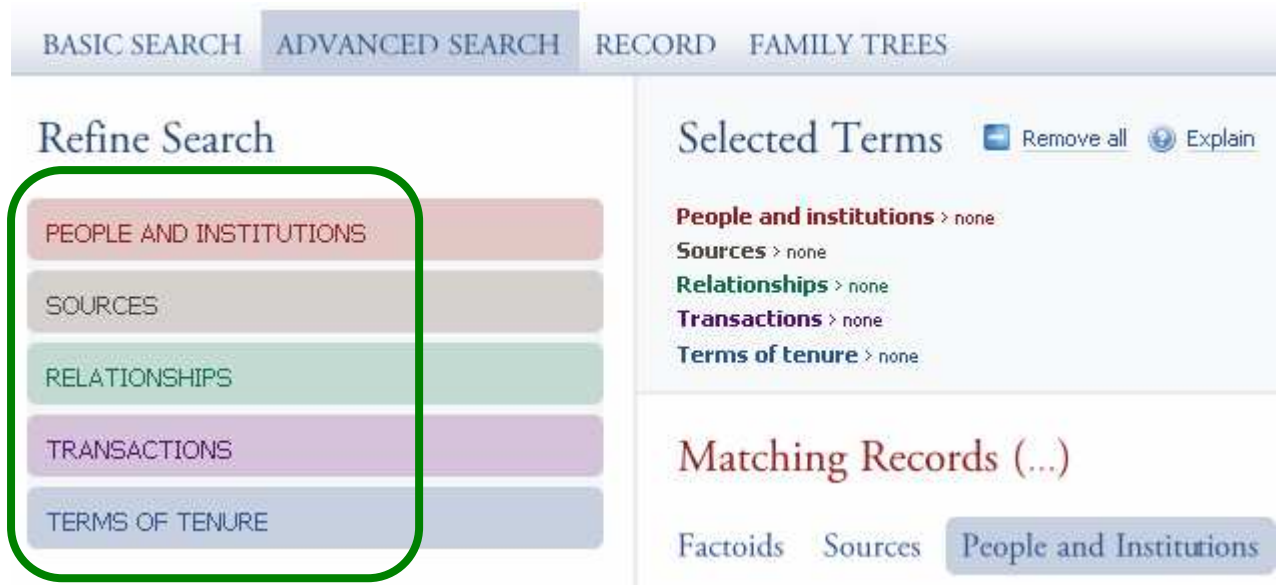 BASIC SEARCH ADVANCED SEARCH RECORD FAMILY TREES
Refine Search
PEOPLE AND INSTITUTIONS
SOURCES
RELATIONSHIPS
TRANSACTIONS
TERMS OF TENURE
Selected Terms Remove all Explain
People and institutions > none
Sources > none
Relationships > none
Transactions > none
Terms of tenure > none
Matching Records (...)
Factoids Sources People and Institutions